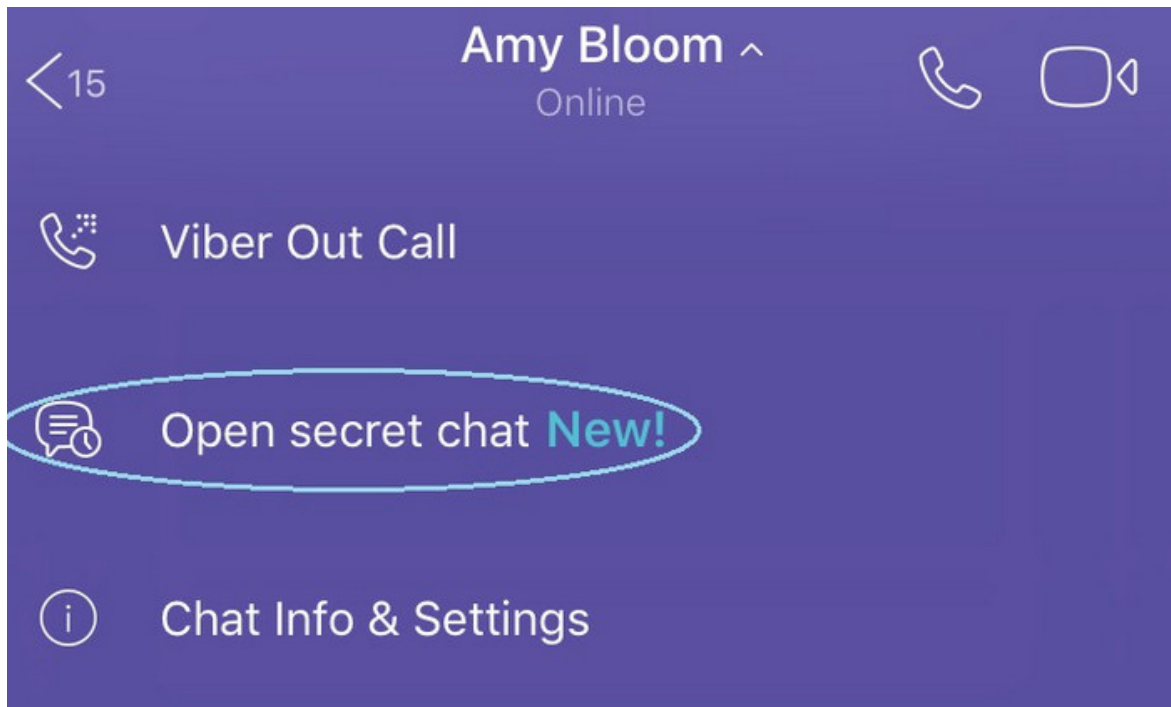 Amy Bloom
15
Online
Viber Out Call
Open secret chat New!
Chat Info & Settings